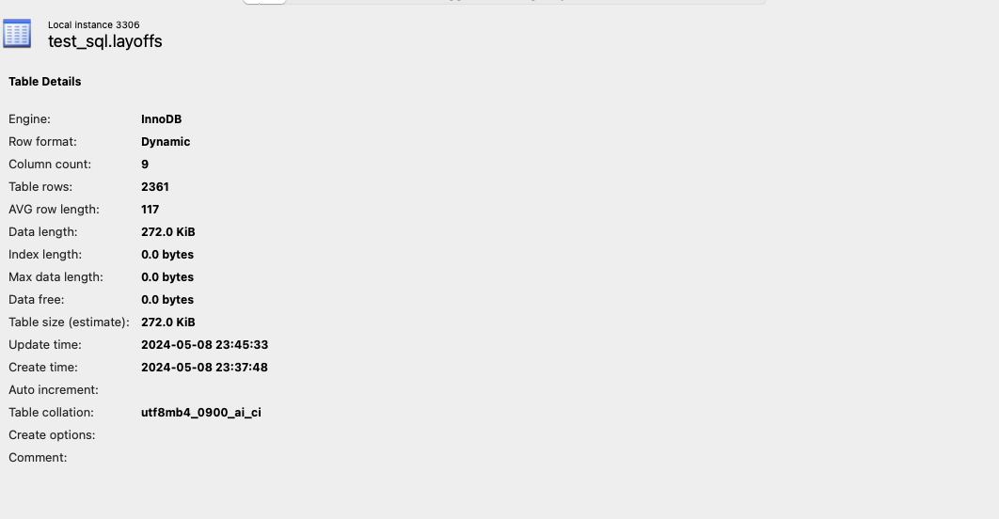 Local instance 3306
test_sql.layoffs
Table Details
Engine: InnoDB
Row format: Dynamic
Column count: 9
Table rows: 2361
AVG row length: 117
Data length: 272.0 KiB
Index length: 0.0 bytes
Max data length: 0.0 bytes
Data free: 0.0 bytes
Table size (estimate): 272.0 KiB
Update time: 2024-05-08 23:45:33
Create time: 2024-05-08 23:37:48
Auto increment:
Table collation: utf8mb4_0900_ai_ci
Create options:
Comment: